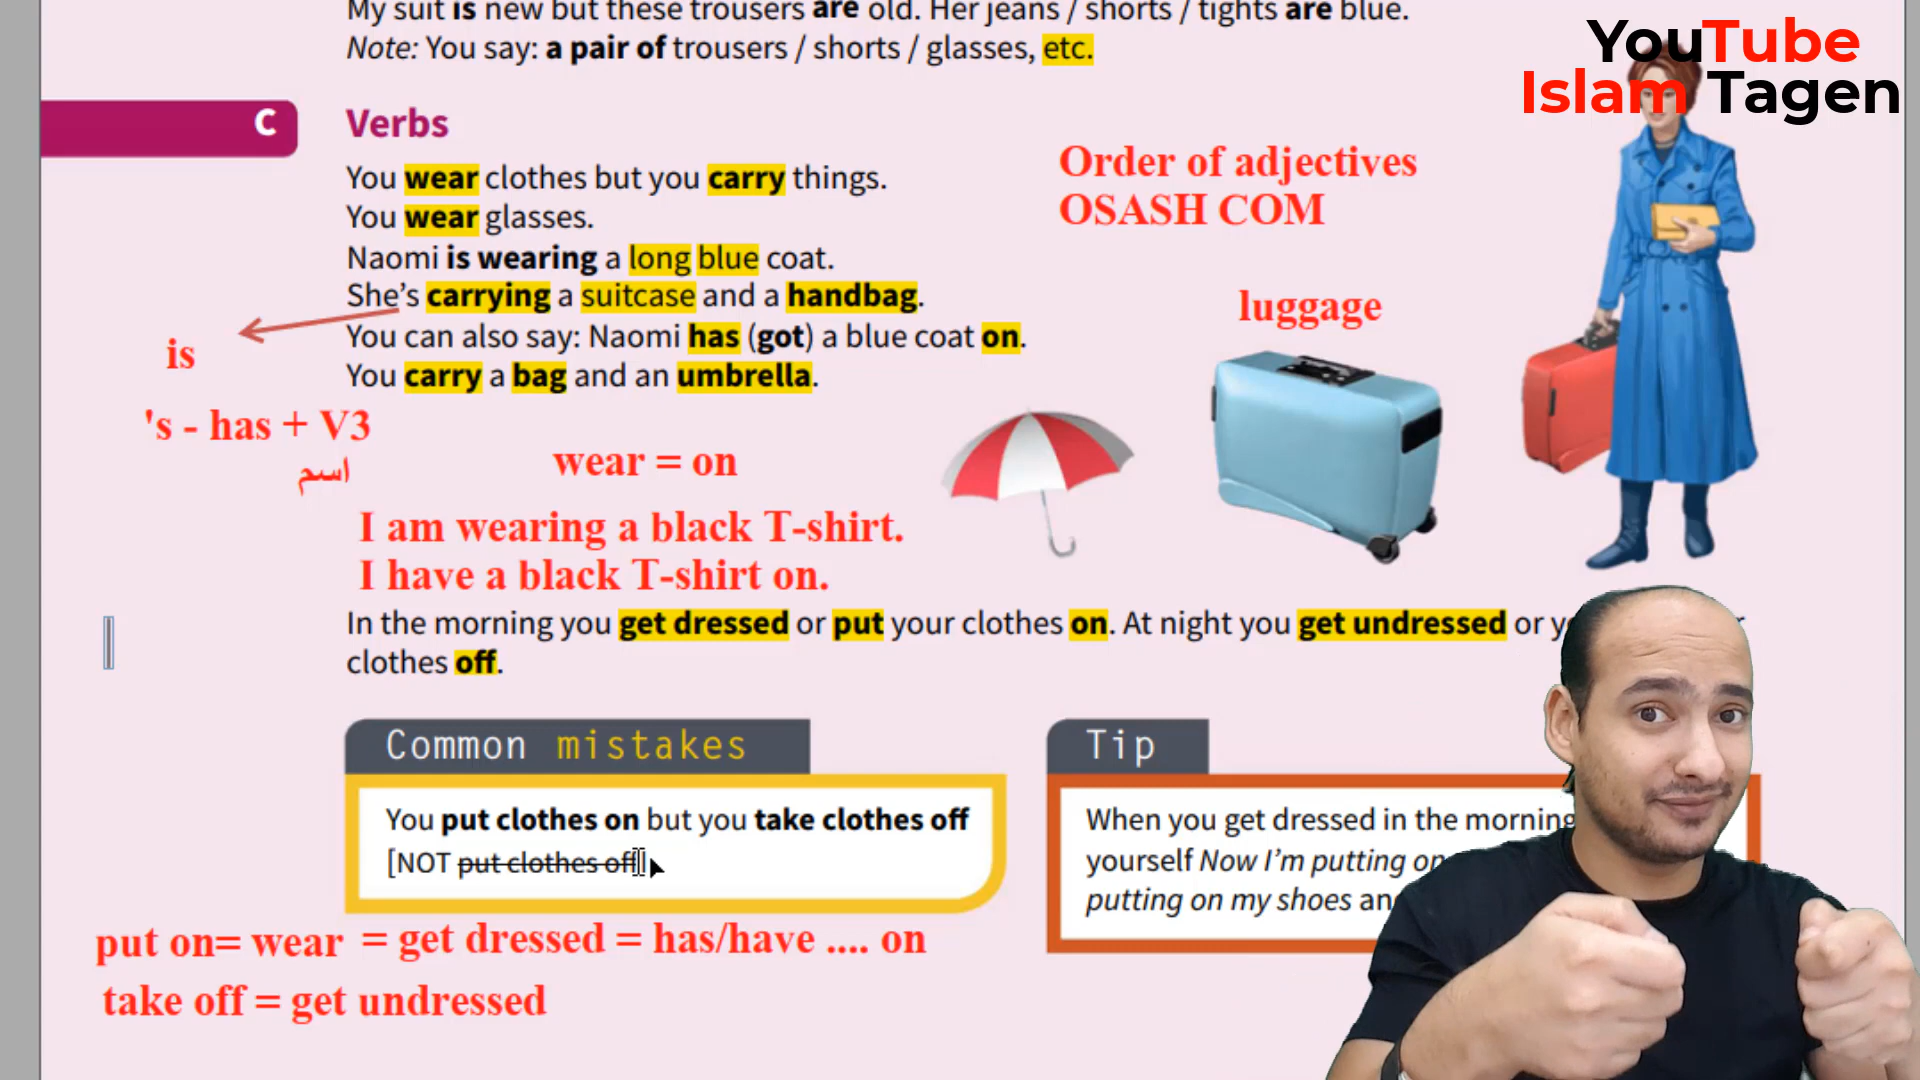 My suit is new but these trousers are old. Her jeans / shorts / tights are blue.
Note: You say: a pair of trousers / shorts / glasses, etc.
YouTube
Islam Tagen
C
Verbs
You wear clothes but you carry things.
You wear glasses.
Naomi is wearing a long blue coat.
She's carrying a suitcase and a handbag.
You can also say: Naomi has (got) a blue coat on.
You carry a bag and an umbrella.
Order of adjectives
OSASH COM
luggage
is
's - has + V3
اسم
wear = on
I am wearing a black T-shirt.
I have a black T-shirt on.
In the morning you get dressed or put your clothes on. At night you get undressed or
clothes off.
Common mistakes
You put clothes on but you take clothes off
[NOT put clothes off]
Tip
When you get dressed in the morning
yourself Now I'm putting on
putting on my shoes
put on= wear = get dressed = has/have .... on
take off = get undressed